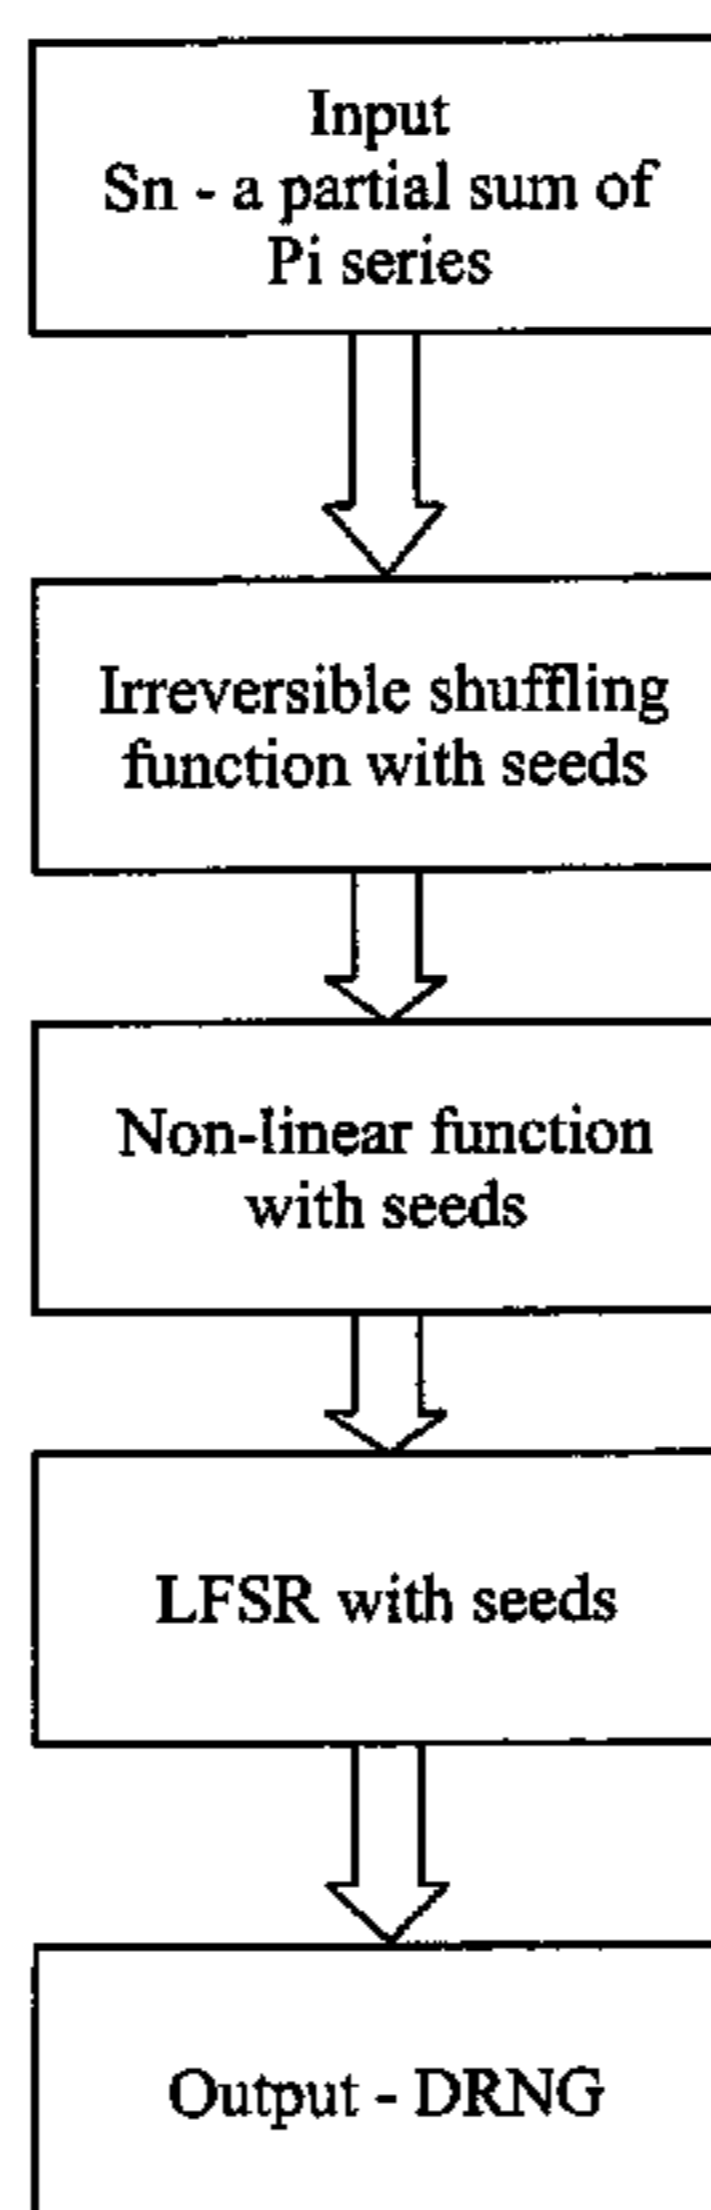 Input
Sn - a partial sum of
Pi series
Irreversible shuffling
function with seeds
Non-linear function
with seeds
LFSR with seeds
Output - DRNG